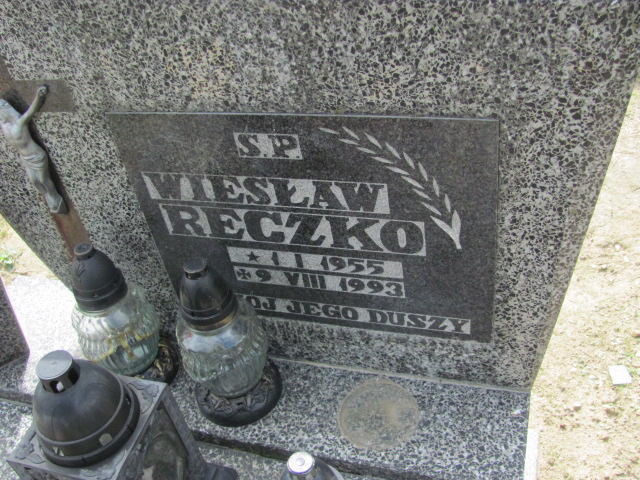 Ś.P.
WIESŁAW
RECZKO
★ 1 I 1955
✠ 9 VIII 1993
JEGO DUSZY